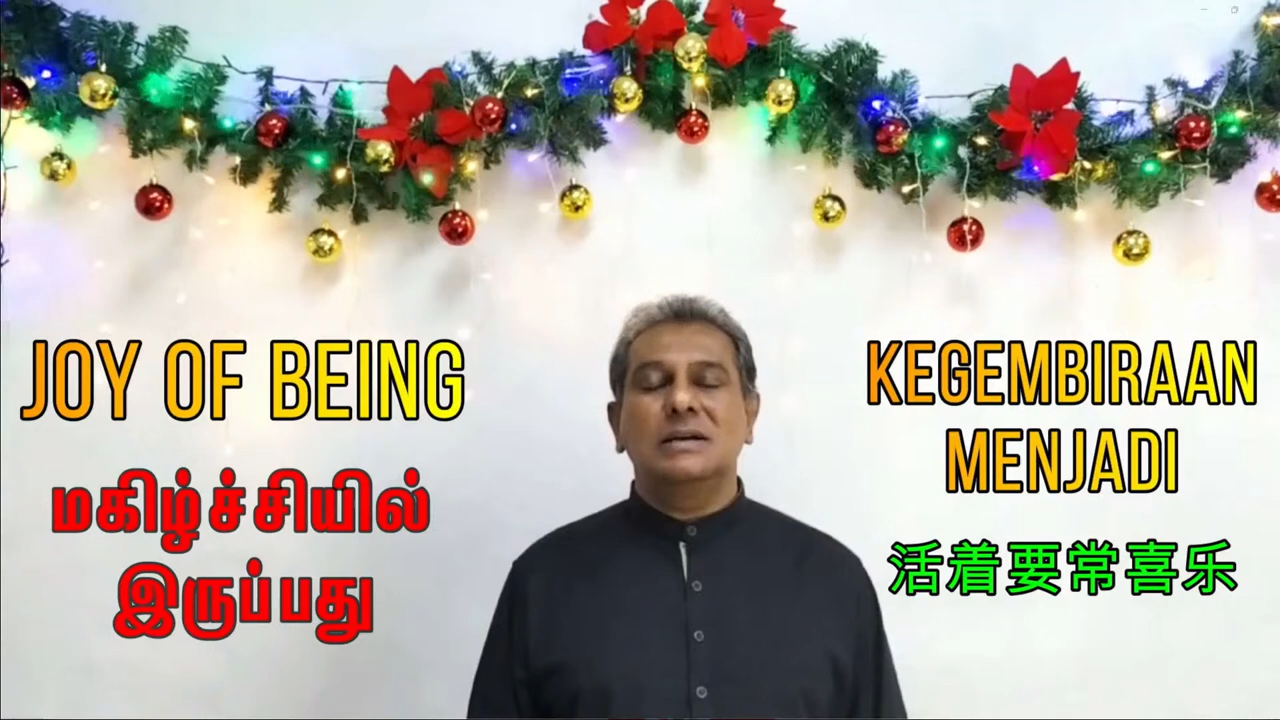 JOY OF BEING
மகிழ்ச்சியில்
இருப்பது
KEGEMBIRAAN
MENJADI
活着要常喜乐